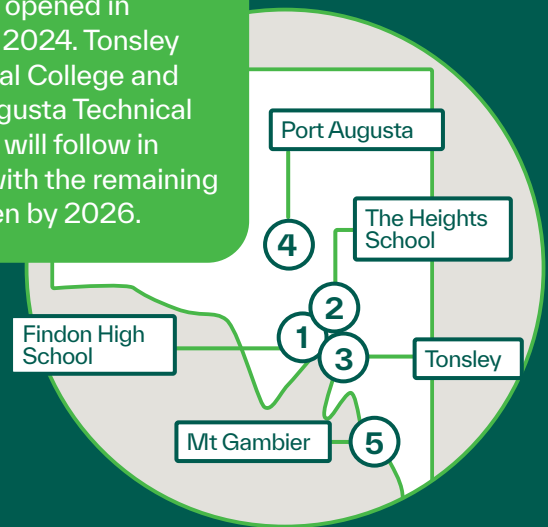 opened in
2024. Tonsley
al College and
gusta Technical
will follow in
with the remaining
en by 2026.
Port Augusta
The Heights
School
4
2
1
3
Findon High
School
Tonsley
Mt Gambier
5